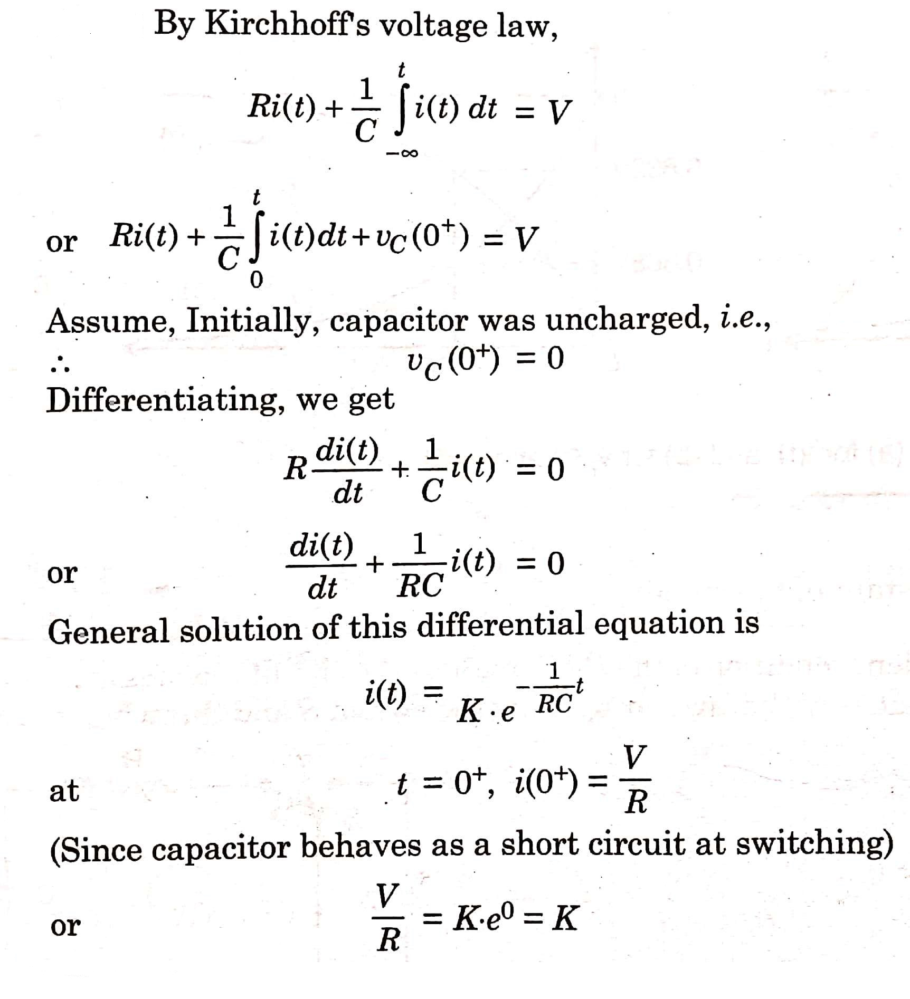 By Kirchhoff's voltage law,
Ri(t) + \frac{1}{C} \int_{-\infty}^{t} i(t) dt = V
or Ri(t) + \frac{1}{C} \int_{0}^{t} i(t) dt + v_C(0^+) = V
Assume, Initially, capacitor was uncharged, i.e.,
∴ v_C(0^+) = 0
Differentiating, we get
R \frac{di(t)}{dt} + \frac{1}{C} i(t) = 0
or \frac{di(t)}{dt} + \frac{1}{RC} i(t) = 0
General solution of this differential equation is
i(t) = K · e^{-\frac{1}{RC}t}
at t = 0^+, i(0^+) = \frac{V}{R}
(Since capacitor behaves as a short circuit at switching)
or \frac{V}{R} = K·e^0 = K